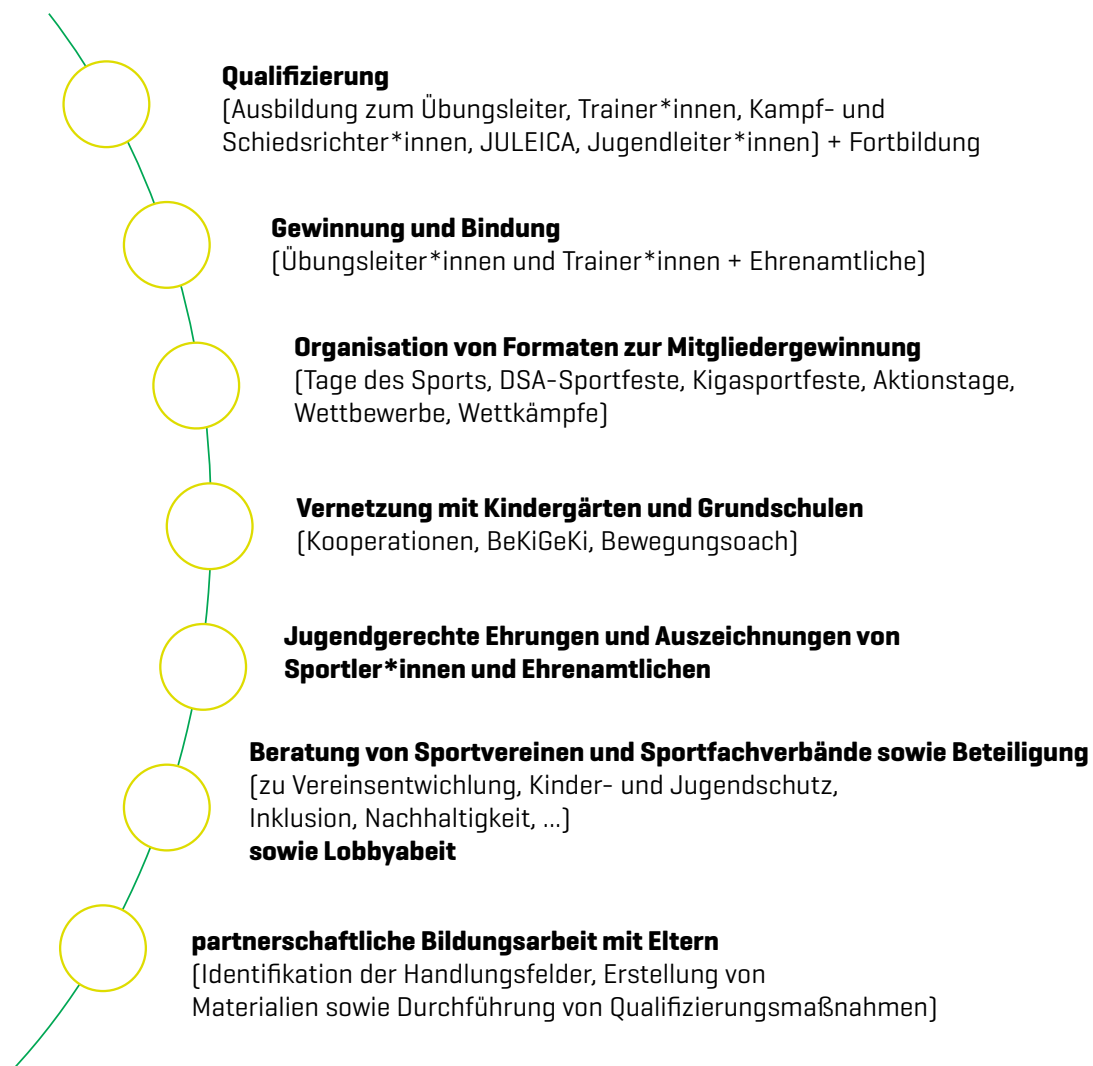 Qualifizierung
(Ausbildung zum Übungsleiter, Trainer*innen, Kampf- und
Schiedsrichter*innen, JULEICA, Jugendleiter*innen) + Fortbildung
Gewinnung und Bindung
(Übungsleiter*innen und Trainer*innen + Ehrenamtliche)
Organisation von Formaten zur Mitgliedergewinnung
(Tage des Sports, DSA-Sportfeste, Kigasportfeste, Aktionstage,
Wettbewerbe, Wettkämpfe)
Vernetzung mit Kindergärten und Grundschulen
(Kooperationen, BeKiGeKi, Bewegungsoach)
Jugendgerechte Ehrungen und Auszeichnungen von
Sportler*innen und Ehrenamtlichen
Beratung von Sportvereinen und Sportfachverbände sowie Beteiligung
(zu Vereinsentwichlung, Kinder- und Jugendschutz,
Inklusion, Nachhaltigkeit, ...)
sowie Lobbyabeit
partnerschaftliche Bildungsarbeit mit Eltern
(Identifikation der Handlungsfelder, Erstellung von
Materialien sowie Durchführung von Qualifizierungsmaßnahmen)